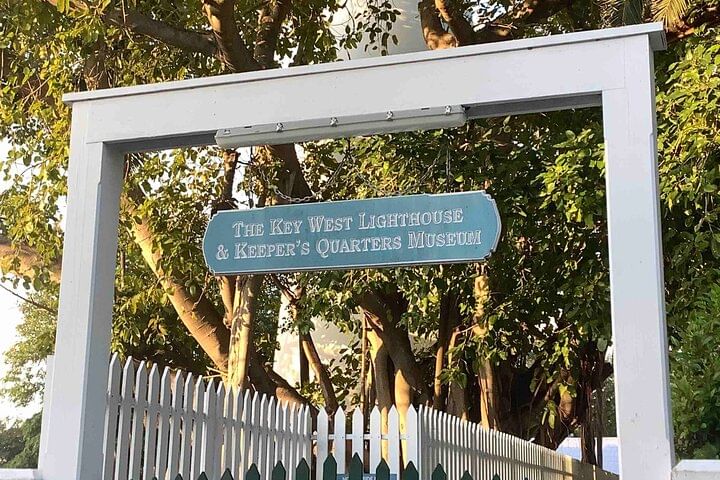 THE KEY WEST LIGHTHOUSE
& KEEPER'S QUARTERS MUSEUM